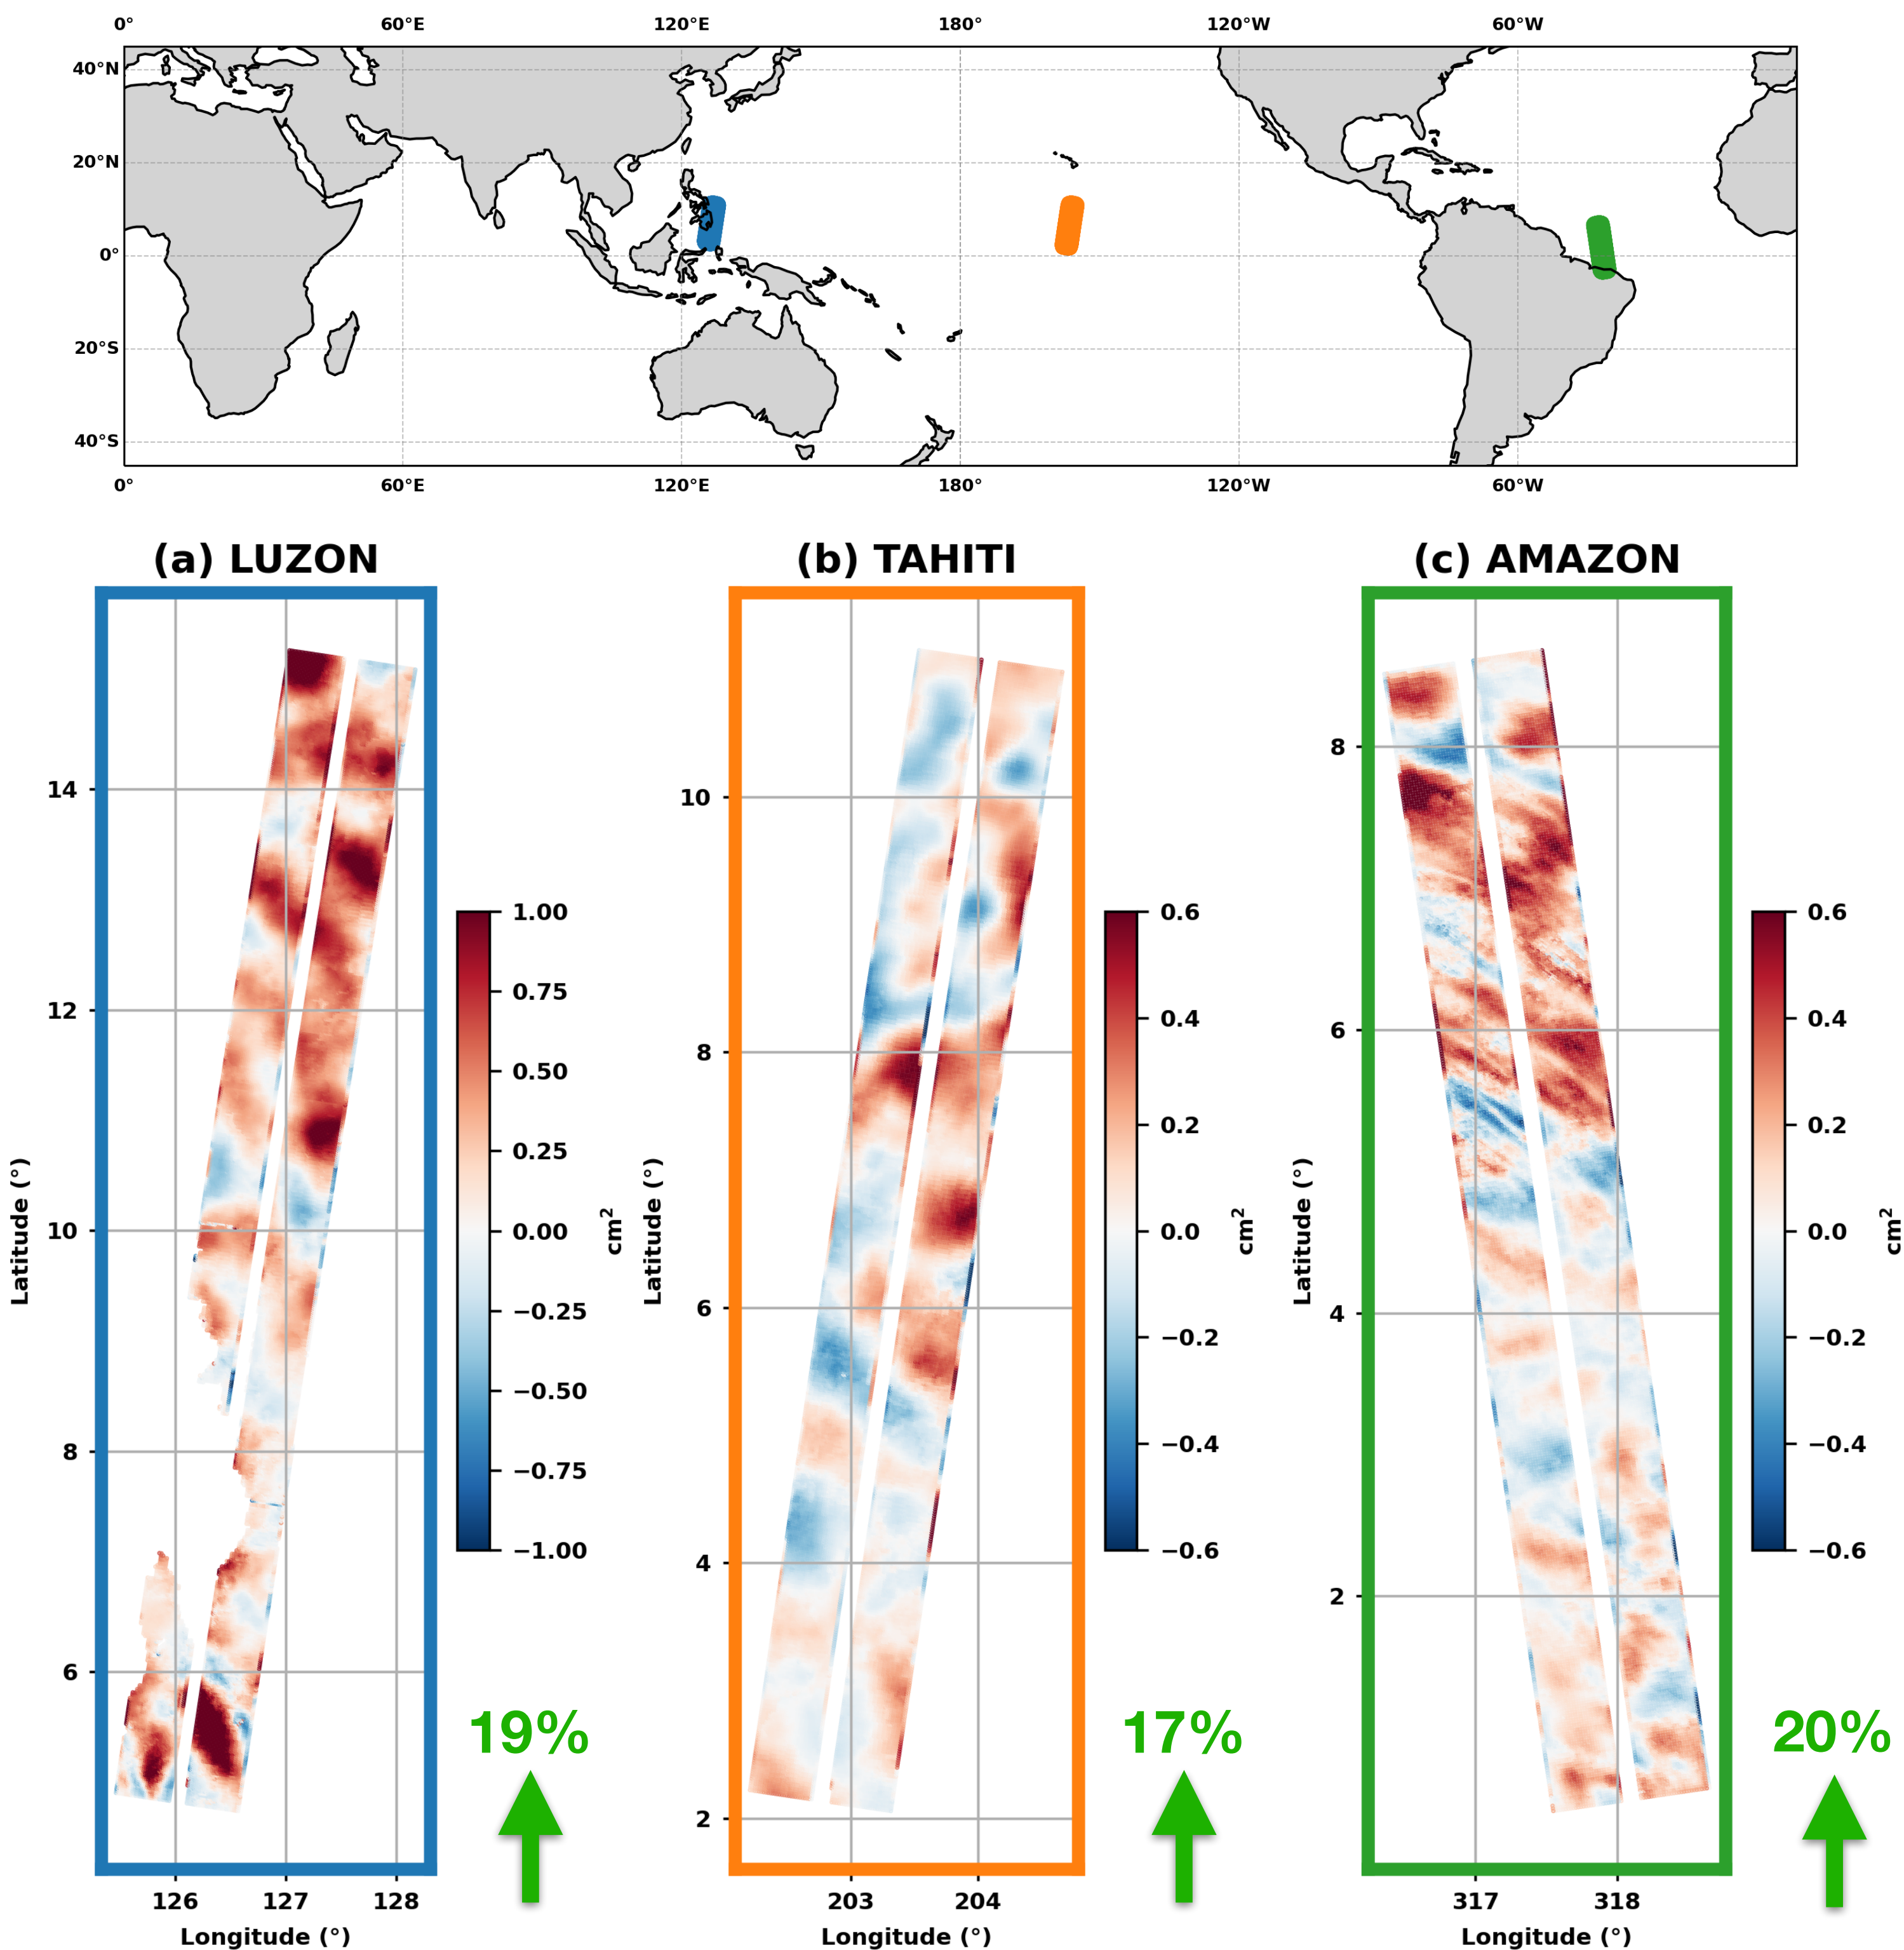 0° 60°E 120°E 180° 120°W 60°W
40°N
20°N
0°
20°S
40°S
0° 60°E 120°E 180° 120°W 60°W
(a) LUZON
14
12
10
8
6
Latitude (°)
126 127 128
Longitude (°)
1.00
0.75
0.50
0.25
0.00
−0.25
−0.50
−0.75
−1.00
cm²
19%
(b) TAHITI
10
8
6
4
2
Latitude (°)
203 204
Longitude (°)
0.6
0.4
0.2
0.0
−0.2
−0.4
−0.6
cm²
17%
(c) AMAZON
8
6
4
2
Latitude (°)
317 318
Longitude (°)
0.6
0.4
0.2
0.0
−0.2
−0.4
−0.6
cm²
20%